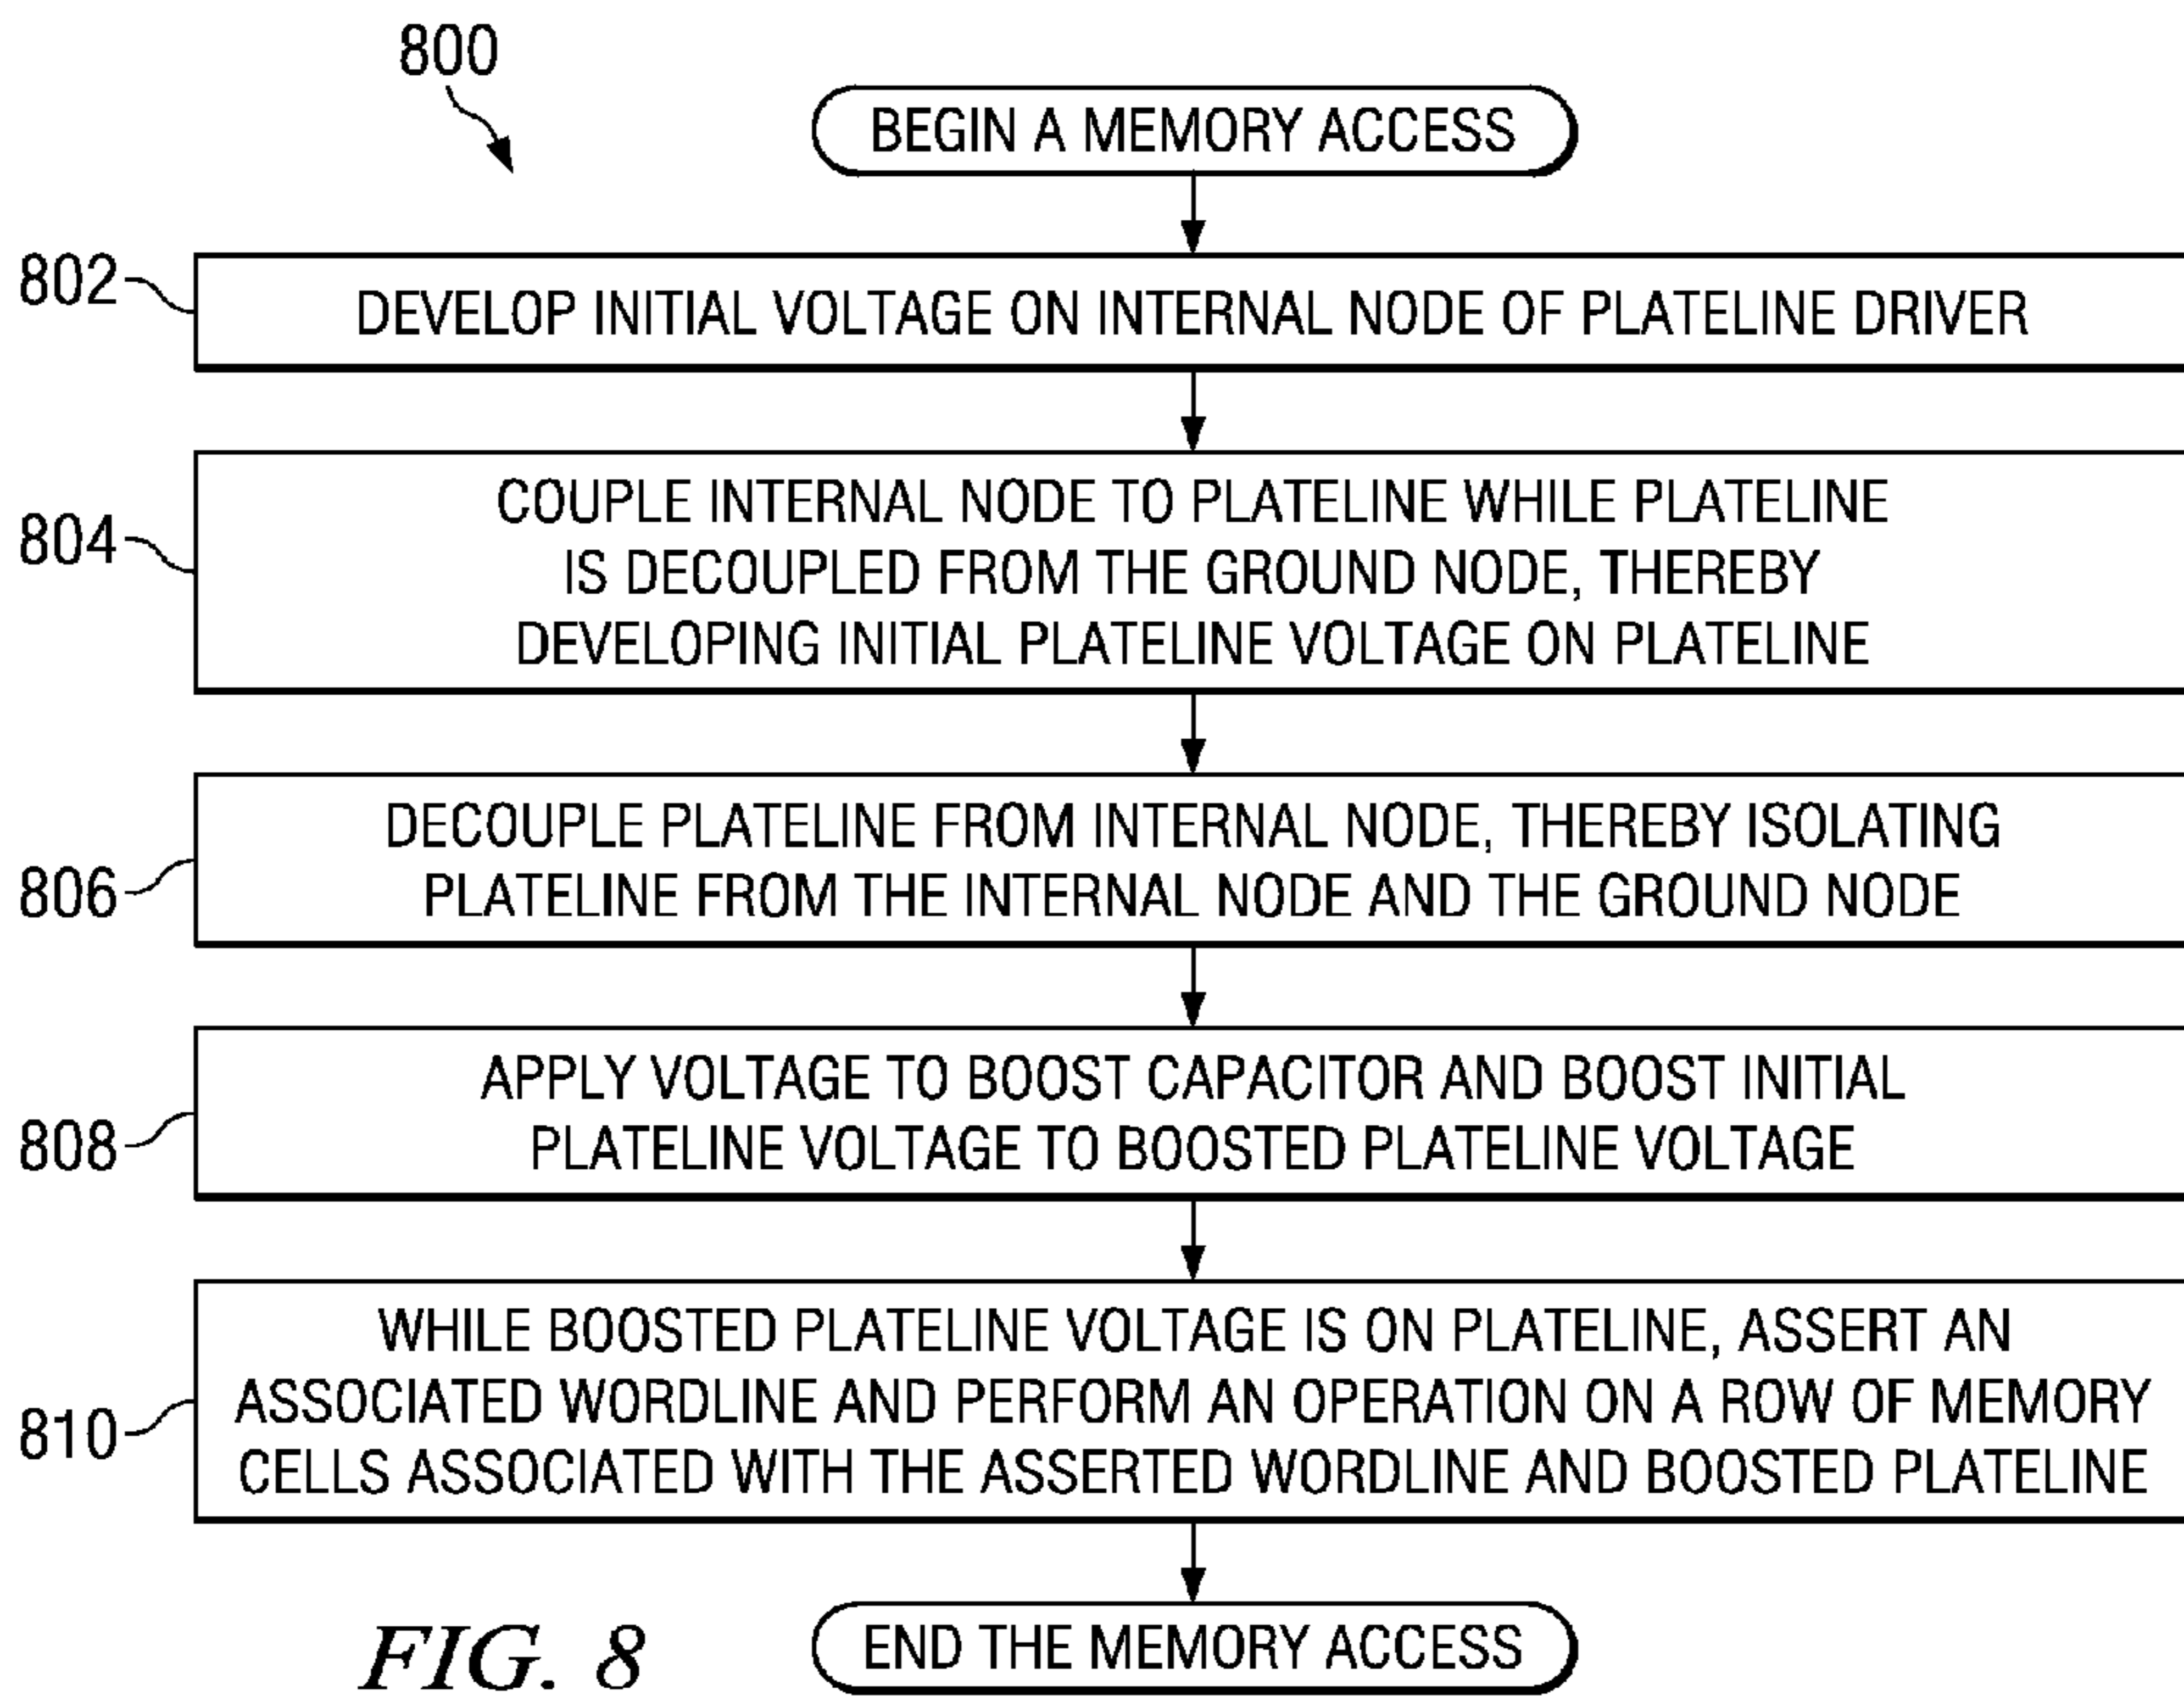 800
BEGIN A MEMORY ACCESS
802
DEVELOP INITIAL VOLTAGE ON INTERNAL NODE OF PLATELINE DRIVER
804
COUPLE INTERNAL NODE TO PLATELINE WHILE PLATELINE
IS DECOUPLED FROM THE GROUND NODE, THEREBY
DEVELOPING INITIAL PLATELINE VOLTAGE ON PLATELINE
806
DECOUPLE PLATELINE FROM INTERNAL NODE, THEREBY ISOLATING
PLATELINE FROM THE INTERNAL NODE AND THE GROUND NODE
808
APPLY VOLTAGE TO BOOST CAPACITOR AND BOOST INITIAL
PLATELINE VOLTAGE TO BOOSTED PLATELINE VOLTAGE
810
WHILE BOOSTED PLATELINE VOLTAGE IS ON PLATELINE, ASSERT AN
ASSOCIATED WORDLINE AND PERFORM AN OPERATION ON A ROW OF MEMORY
CELLS ASSOCIATED WITH THE ASSERTED WORDLINE AND BOOSTED PLATELINE
END THE MEMORY ACCESS
FIG. 8